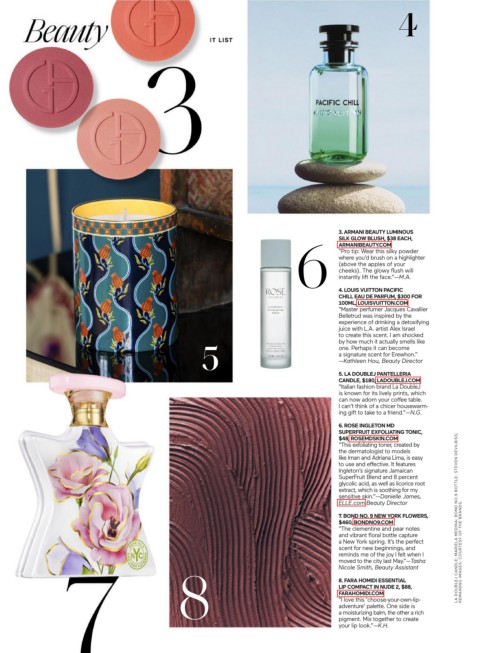 Beauty
IT LIST
3
4
PACIFIC CHILL
LOUIS VUITTON
5
6
ROSE
7
8
3. ARMANI BEAUTY LUMINOUS
SILK GLOW BLUSH, $38 EACH,
ARMANIBEAUTY.COM
"Pro tip: Wear this silky powder
where you'd brush on a highlighter
(above the apples of your
cheeks). The glowy flush will
instantly lift the face."—M.A.
4. LOUIS VUITTON PACIFIC
CHILL EAU DE PARFUM, $300 FOR
100ML, LOUISVUITTON.COM
"Master perfumer Jacques Cavallier
Belletrud was inspired by the
experience of drinking a detoxifying
juice with L.A. artist Alex Israel
to create this scent. I am shocked
by how much it actually smells like
one. Perhaps it can become
a signature scent for Erewhon."
—Kathleen Hou, Beauty Director
5. LA DOUBLEJ PANTELLERIA
CANDLE, $180, LADOUBLEJ.COM
"Italian fashion brand La DoubleJ
is known for its lively prints, which
can now adorn your coffee table.
I can't think of a chicer housewarm-
ing gift to take to a friend."—N.G.
6. ROSE INGLETON MD
SUPERFRUIT EXFOLIATING TONIC,
$48, ROSEMDSKIN.COM
"This exfoliating toner, created by
the dermatologist to models
like Iman and Adriana Lima, is easy
to use and effective. It features
Ingleton's signature Jamaican
SuperFruit Blend and 8 percent
glycolic acid, as well as licorice root
extract, which is soothing for my
sensitive skin."—Danielle James,
ELLE.com Beauty Director
7. BOND NO. 9 NEW YORK FLOWERS,
$460, BONDNO9.COM
"The clementine and pear notes
and vibrant floral bottle capture
a New York spring. It's the perfect
scent for new beginnings, and
reminds me of the joy I felt when I
moved to the city last May."—Tasha
Nicole Smith, Beauty Assistant
8. FARA HOMIDI ESSENTIAL
LIP COMPACT IN NUDE 2, $88,
FARAHOMIDI.COM
"I love this 'choose-your-own-lip-
adventure' palette. One side is
a moisturizing balm, the other a rich
pigment. Mix together to create
your lip look."—K.H.